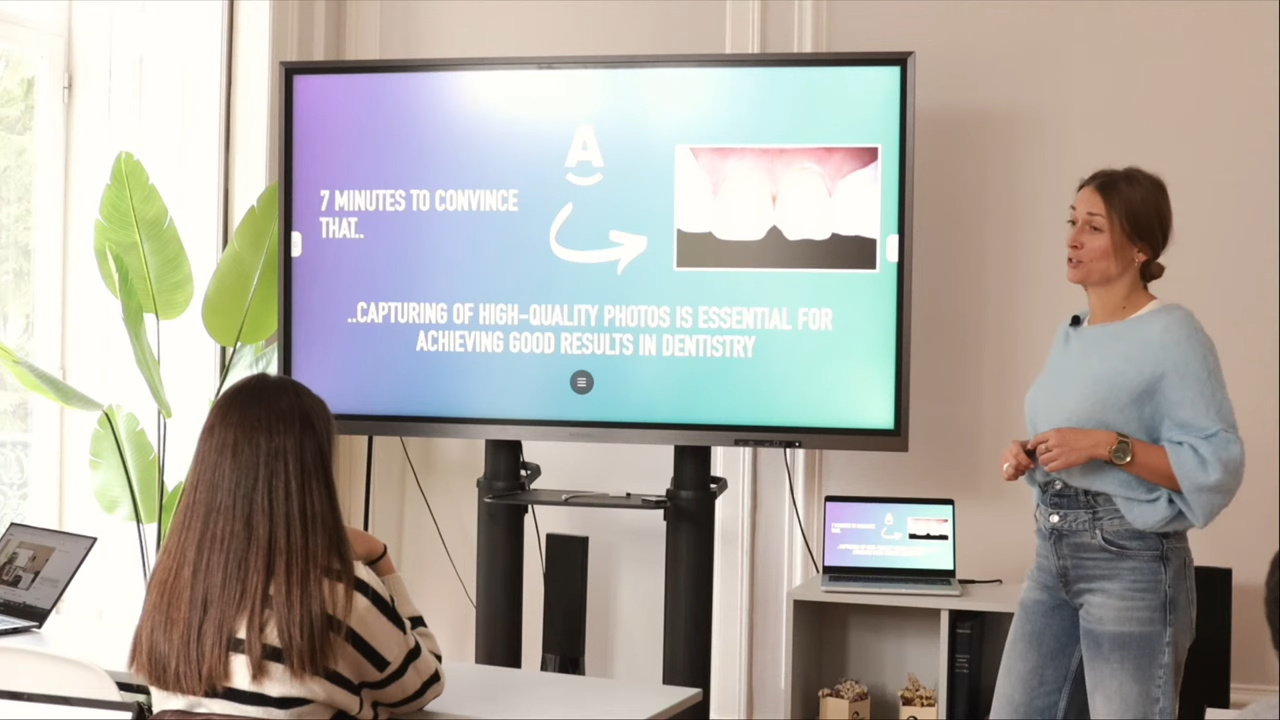 A
7 MINUTES TO CONVINCE
THAT..
..CAPTURING OF HIGH-QUALITY PHOTOS IS ESSENTIAL FOR
ACHIEVING GOOD RESULTS IN DENTISTRY